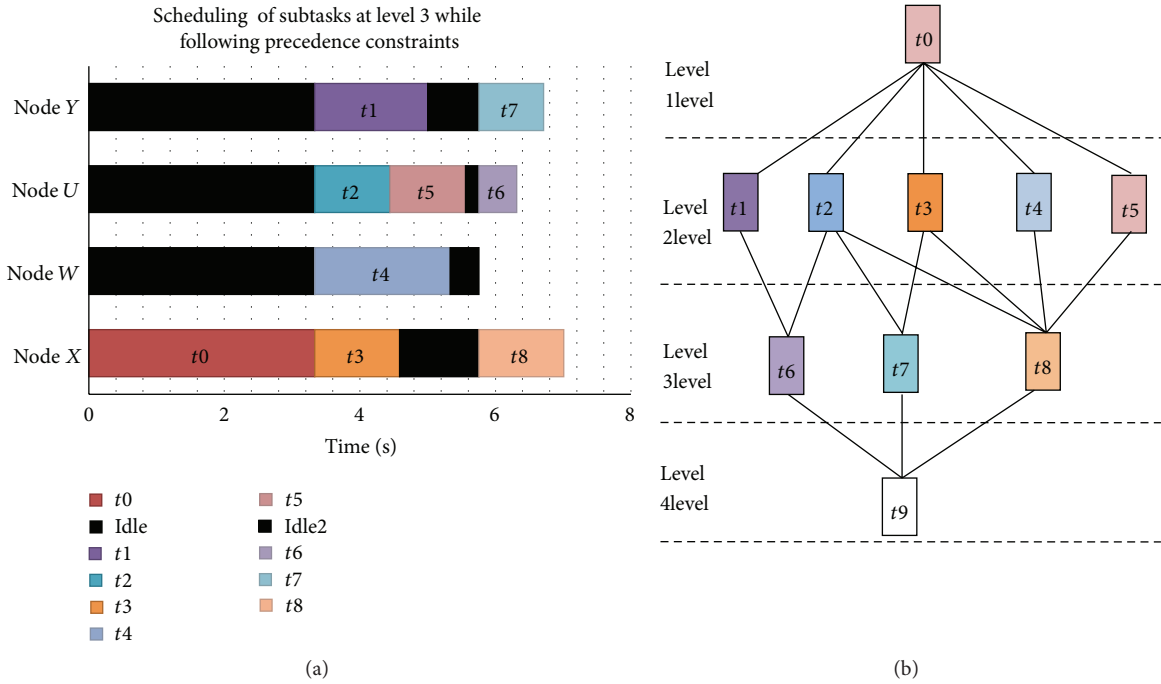 Scheduling of subtasks at level 3 while
following precedence constraints
Node Y
t1
t7
Node U
t2
t5
t6
Node W
t4
Node X
t0
t3
t8
0
2
4
6
8
Time (s)
t0
Idle
t1
t2
t3
t4
t5
Idle2
t6
t7
t8
(a)
t0
Level
1level
t1
t2
t3
t4
t5
Level
2level
t6
t7
t8
Level
3level
t9
Level
4level
(b)